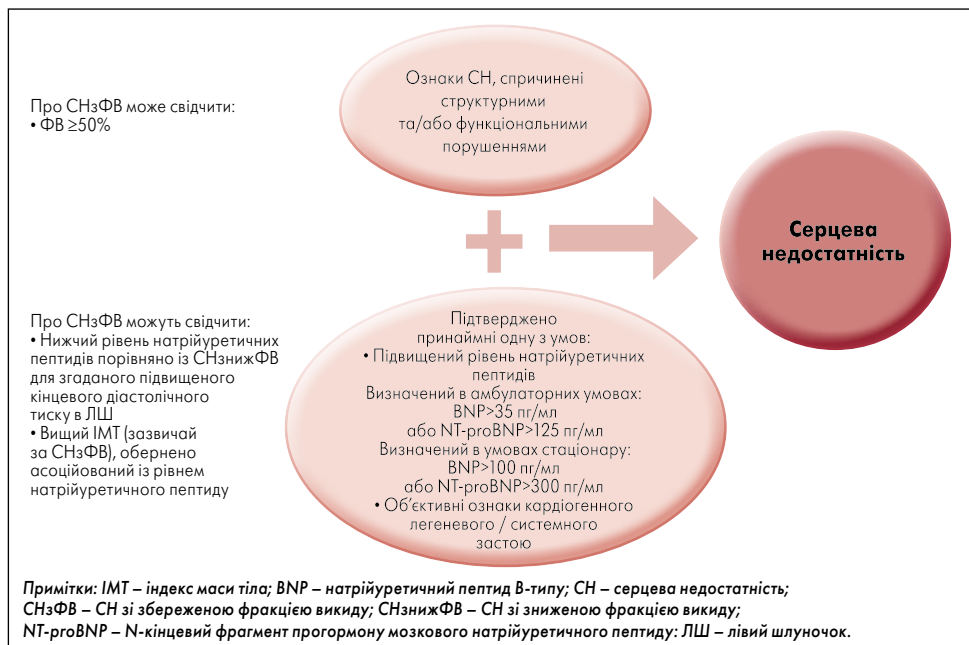 Про СНзФВ може свідчити:
• ФВ ≥50%
Ознаки СН, спричинені
структурними
та/або функціональними
порушеннями
Серцева
недостатність
Про СНзФВ можуть свідчити:
• Нижчий рівень натрійуретичних
пептидів порівняно із СНзнижФВ
для згаданого підвищеного
кінцевого діастолічного
тиску в ЛШ
• Вищий ІМТ (зазвичай
за СНзФВ), обернено
асоційований із рівнем
натрійуретичного пептиду
Підтверджено
принаймні одну з умов:
• Підвищений рівень натрійуретичних
пептидів
Визначений в амбулаторних умовах:
BNP>35 пг/мл
або NT-proBNP>125 пг/мл
Визначений в умовах стаціонару:
BNP>100 пг/мл
або NT-proBNP>300 пг/мл
• Об’єктивні ознаки кардіогенного
легеневого / системного
застою
Примітки: ІМТ – індекс маси тіла; BNP – натрійуретичний пептид В-типу; СН – серцева недостатність;
СНзФВ – СН зі збереженою фракцією викиду; СНзнижФВ – СН зі зниженою фракцією викиду;
NT-proBNP – N-кінцевий фрагмент прогормону мозкового натрійуретичного пептиду: ЛШ – лівий шлуночок.